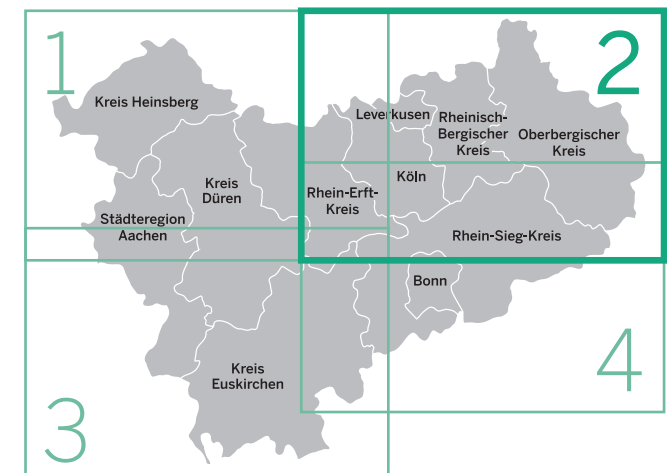 1
2
Kreis Heinsberg
Leverkusen
Rheinisch-
Bergischer
Kreis
Oberbergischer
Kreis
Kreis
Düren
Rhein-Erft-
Kreis
Köln
Städteregion
Aachen
Rhein-Sieg-Kreis
Bonn
Kreis
Euskirchen
3
4